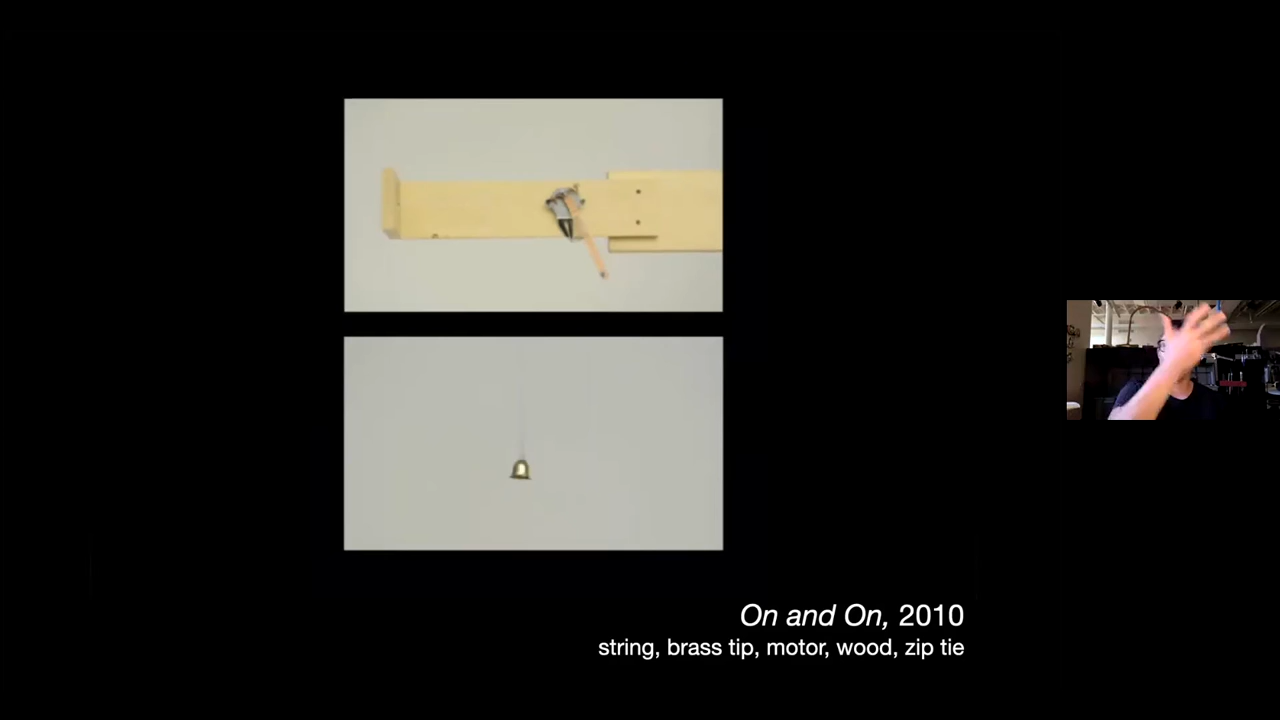 On and On, 2010
string, brass tip, motor, wood, zip tie